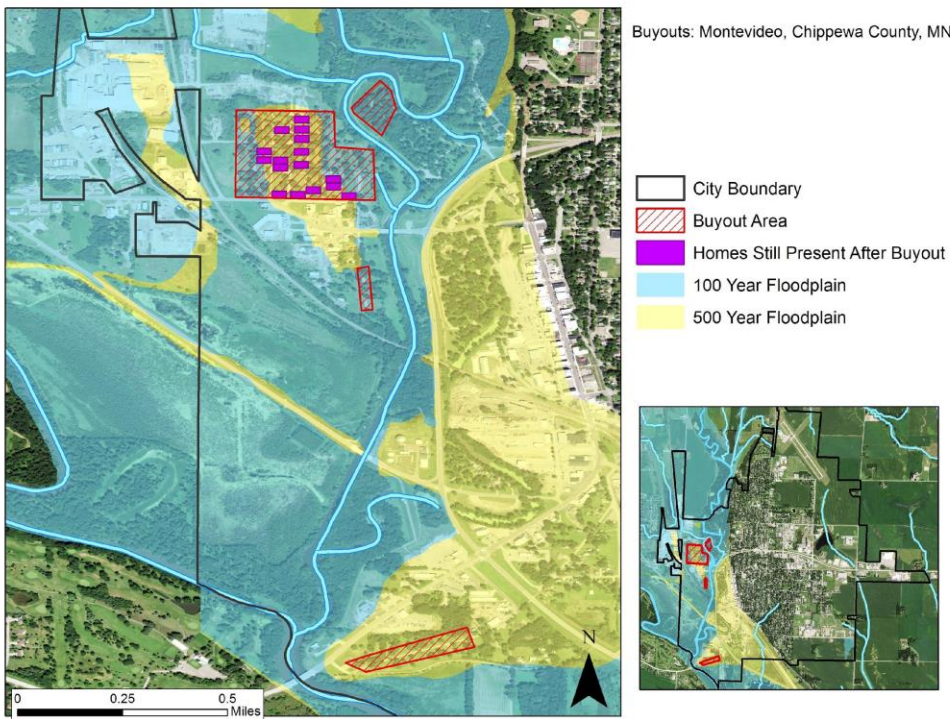 Buyouts: Montevideo, Chippewa County, MN
City Boundary
Buyout Area
Homes Still Present After Buyout
100 Year Floodplain
500 Year Floodplain
N
0 0.25 0.5
Miles